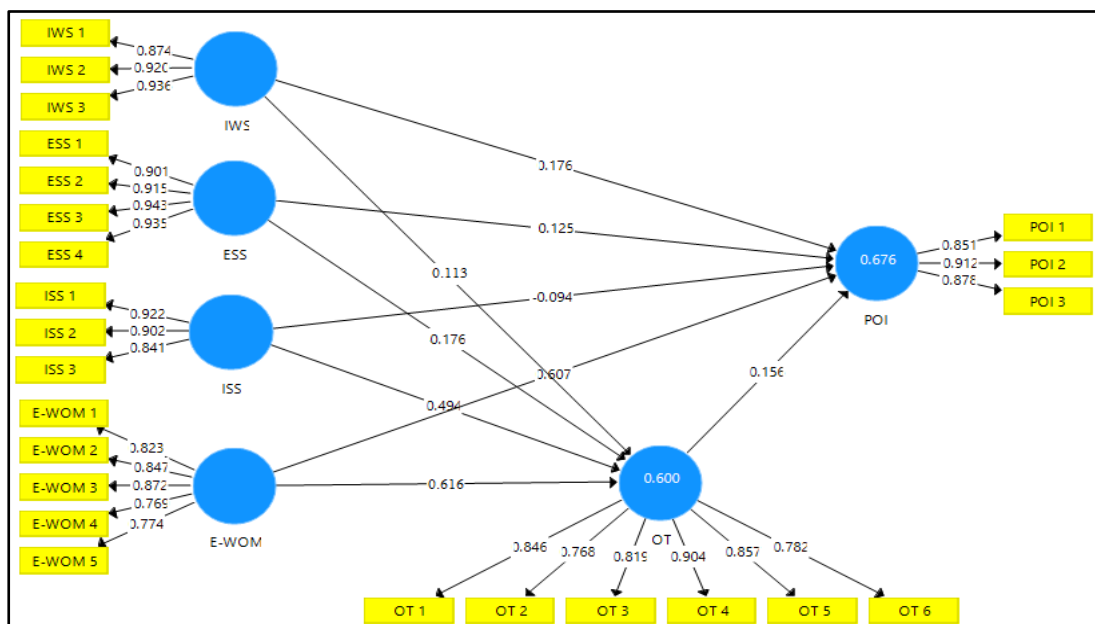 IWS 1
IWS 2
IWS 3
0.874
0.920
0.936
IWS
ESS 1
ESS 2
ESS 3
ESS 4
0.901
0.915
0.943
0.935
ESS
ISS 1
ISS 2
ISS 3
0.922
0.902
0.841
ISS
E-WOM 1
E-WOM 2
E-WOM 3
E-WOM 4
E-WOM 5
0.823
0.847
0.872
0.769
0.774
E-WOM
0.176
0.125
0.113
-0.094
0.176
0.607
0.494
0.616
0.156
0.676
POI
0.851
0.912
0.878
POI 1
POI 2
POI 3
0.600
OT
0.846
0.768
0.819
0.904
0.857
0.782
OT 1
OT 2
OT 3
OT 4
OT 5
OT 6